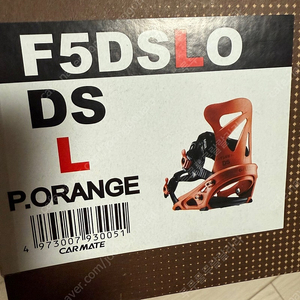 F5DSLO
DS
L
P.ORANGE
4 973007 930051
CARMATE